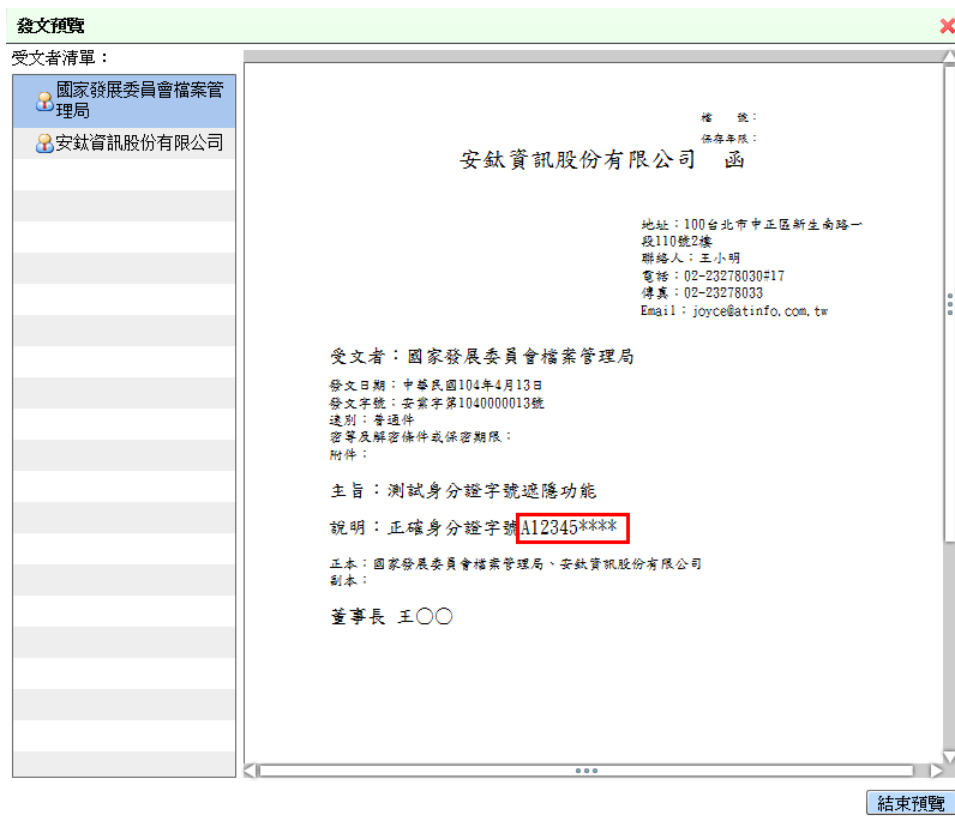 發文預覽
受文者清單：
國家發展委員會檔案管
理局
安鈦資訊股份有限公司
檔　號：
保存年限：
安鈦資訊股份有限公司　函
地址：100台北市中正區新生南路一
段110號2樓
聯絡人：王小明
電話：02-23278030#17
傳真：02-23278033
Email：joyce@atinfo.com.tw
受文者：國家發展委員會檔案管理局
發文日期：中華民國104年4月13日
發文字號：安業字第1040000013號
速別：普通件
密等及解密條件或保密期限：
附件：
主旨：測試身分證字號遮隱功能
說明：正確身分證字號A12345****
正本：國家發展委員會檔案管理局、安鈦資訊股份有限公司
副本：
董事長 王○○
結束預覽